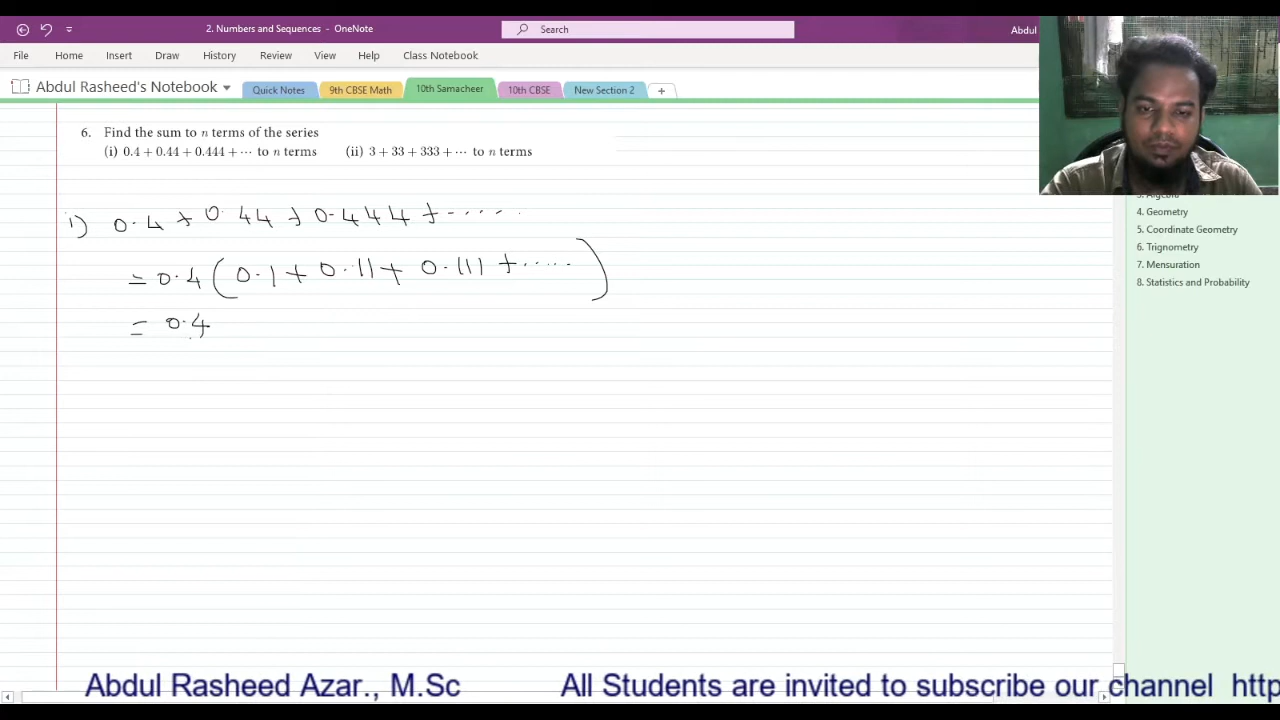 2. Numbers and Sequences - OneNote
Search
Abdul
File Home Insert Draw History Review View Help Class Notebook
Abdul Rasheed's Notebook
Quick Notes 9th CBSE Math 10th Samacheer 10th CBSE New Section 2 +
6. Find the sum to n terms of the series
(i) 0.4 + 0.44 + 0.444 + ··· to n terms (ii) 3 + 33 + 333 + ··· to n terms
i) 0.4 + 0.44 + 0.444 + ......
= 0.4 ( 0.1 + 0.11 + 0.111 + ..... )
= 0.4
3. Algebra
4. Geometry
5. Coordinate Geometry
6. Trignometry
7. Mensuration
8. Statistics and Probability
Abdul Rasheed Azar., M.Sc All Students are invited to subscribe our channel http